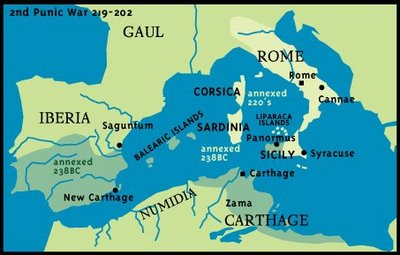 2nd Punic War 219-202
GAUL
ROME
Rome
CORSICA
annexed
220's
Cannae
IBERIA
Saguntum
BALEARIC ISLANDS
SARDINIA
LIPARACA
ISLANDS
Panormus
annexed
238BC
annexed
238BC
SICILY
Syracuse
Carthage
New Carthage
NUMIDIA
Zama
CARTHAGE